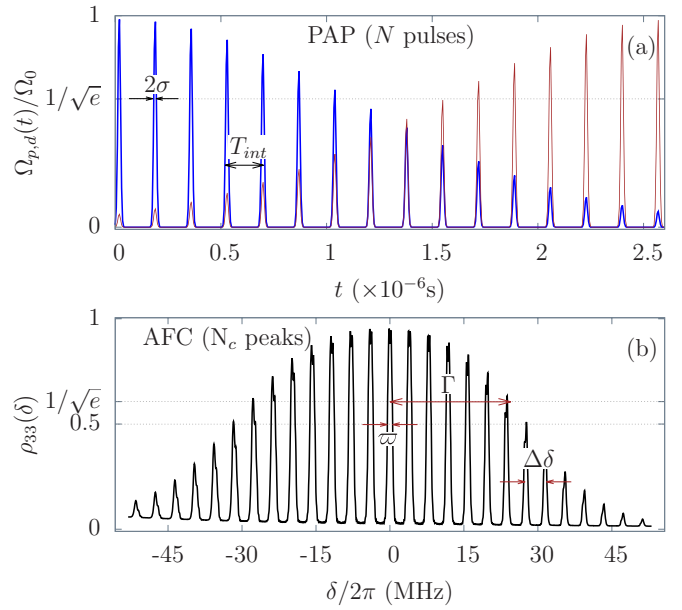 PAP (N pulses)
(a)
Ω_{p,d}(t)/Ω_0
1
1/√e
0
2σ
T_{int}
0
0.5
1
1.5
2
2.5
t (×10^{-6}s)
AFC (N_c peaks)
(b)
ρ_{33}(δ)
1
1/√e
0.5
0
Γ
ϖ
Δδ
-45
-30
-15
0
15
30
45
δ/2π (MHz)